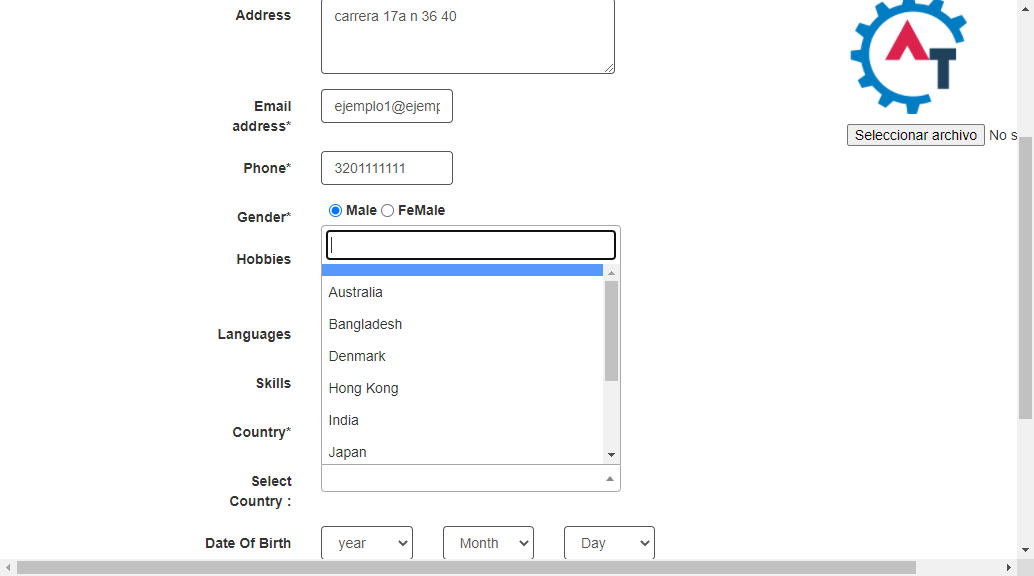 Address
carrera 17a n 36 40
Email
address*
ejemplo1@ejemp
Seleccionar archivo No s
Phone*
3201111111
Gender*
Male FeMale
Hobbies
Australia
Bangladesh
Languages
Denmark
Skills
Hong Kong
India
Country*
Japan
Select
Country :
Date Of Birth
year Month Day
AT